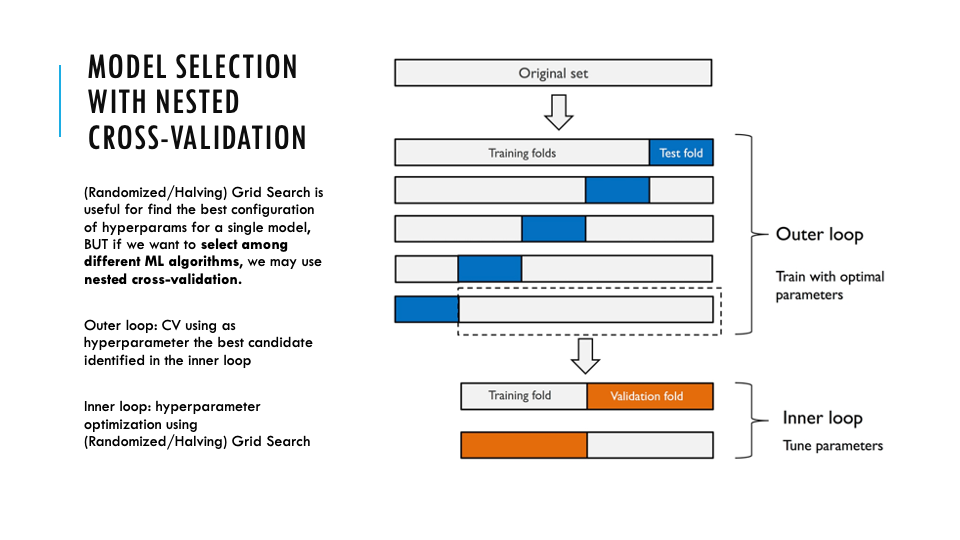 MODEL SELECTION
WITH NESTED
CROSS-VALIDATION
(Randomized/Halving) Grid Search is
useful for find the best configuration
of hyperparams for a single model,
BUT if we want to select among
different ML algorithms, we may use
nested cross-validation.
Outer loop: CV using as
hyperparameter the best candidate
identified in the inner loop
Inner loop: hyperparameter
optimization using
(Randomized/Halving) Grid Search
Original set
Training folds
Test fold
Outer loop
Train with optimal
parameters
Training fold
Validation fold
Inner loop
Tune parameters